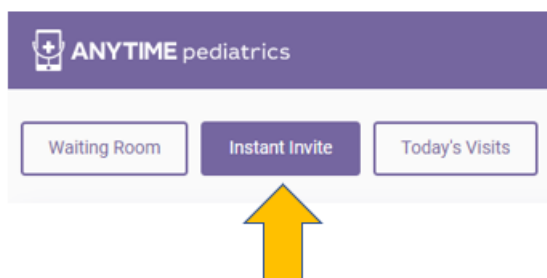 ANYTIME pediatrics
Waiting Room
Instant Invite
Today's Visits